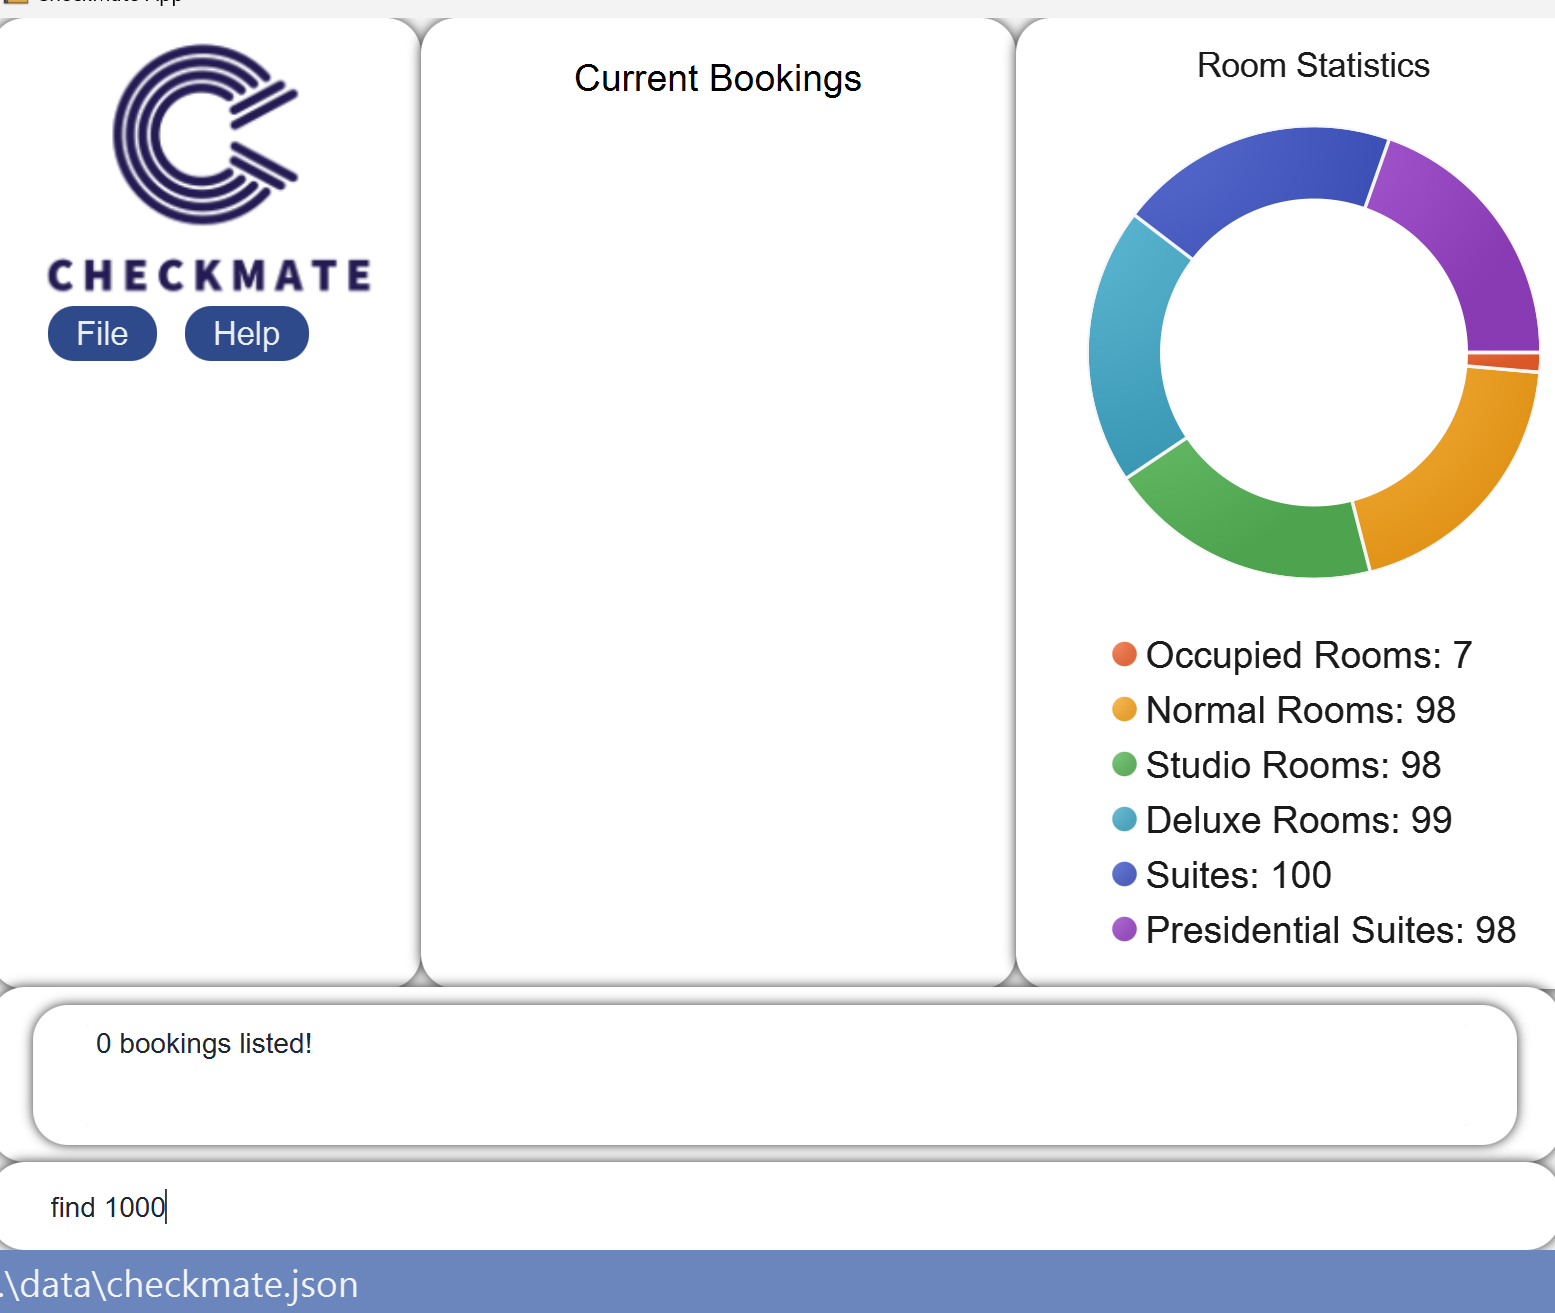 CHECKMATE
File Help
Current Bookings
Room Statistics
Occupied Rooms: 7
Normal Rooms: 98
Studio Rooms: 98
Deluxe Rooms: 99
Suites: 100
Presidential Suites: 98
0 bookings listed!
find 1000
.\data\checkmate.json